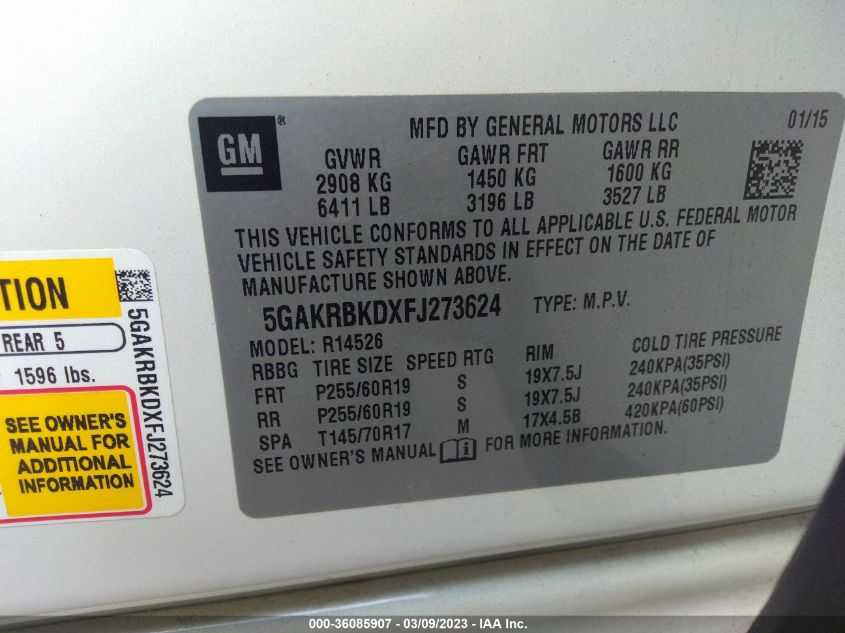 GM®
MFD BY GENERAL MOTORS LLC
01/15
GVWR GAWR FRT GAWR RR
2908 KG 1450 KG 1600 KG
6411 LB 3196 LB 3527 LB
THIS VEHICLE CONFORMS TO ALL APPLICABLE U.S. FEDERAL MOTOR
VEHICLE SAFETY STANDARDS IN EFFECT ON THE DATE OF
MANUFACTURE SHOWN ABOVE.
5GAKRBKDXFJ273624 TYPE: M.P.V.
MODEL: R14526
RBBG TIRE SIZE SPEED RTG RIM COLD TIRE PRESSURE
FRT P255/60R19 S 19X7.5J 240KPA(35PSI)
RR P255/60R19 S 19X7.5J 240KPA(35PSI)
SPA T145/70R17 M 17X4.5B 420KPA(60PSI)
SEE OWNER'S MANUAL i FOR MORE INFORMATION.
TION
REAR 5
1596 lbs.
SEE OWNER'S
MANUAL FOR
ADDITIONAL
INFORMATION
5GAKRBKDXFJ273624
000-36085907 - 03/09/2023 - IAA Inc.